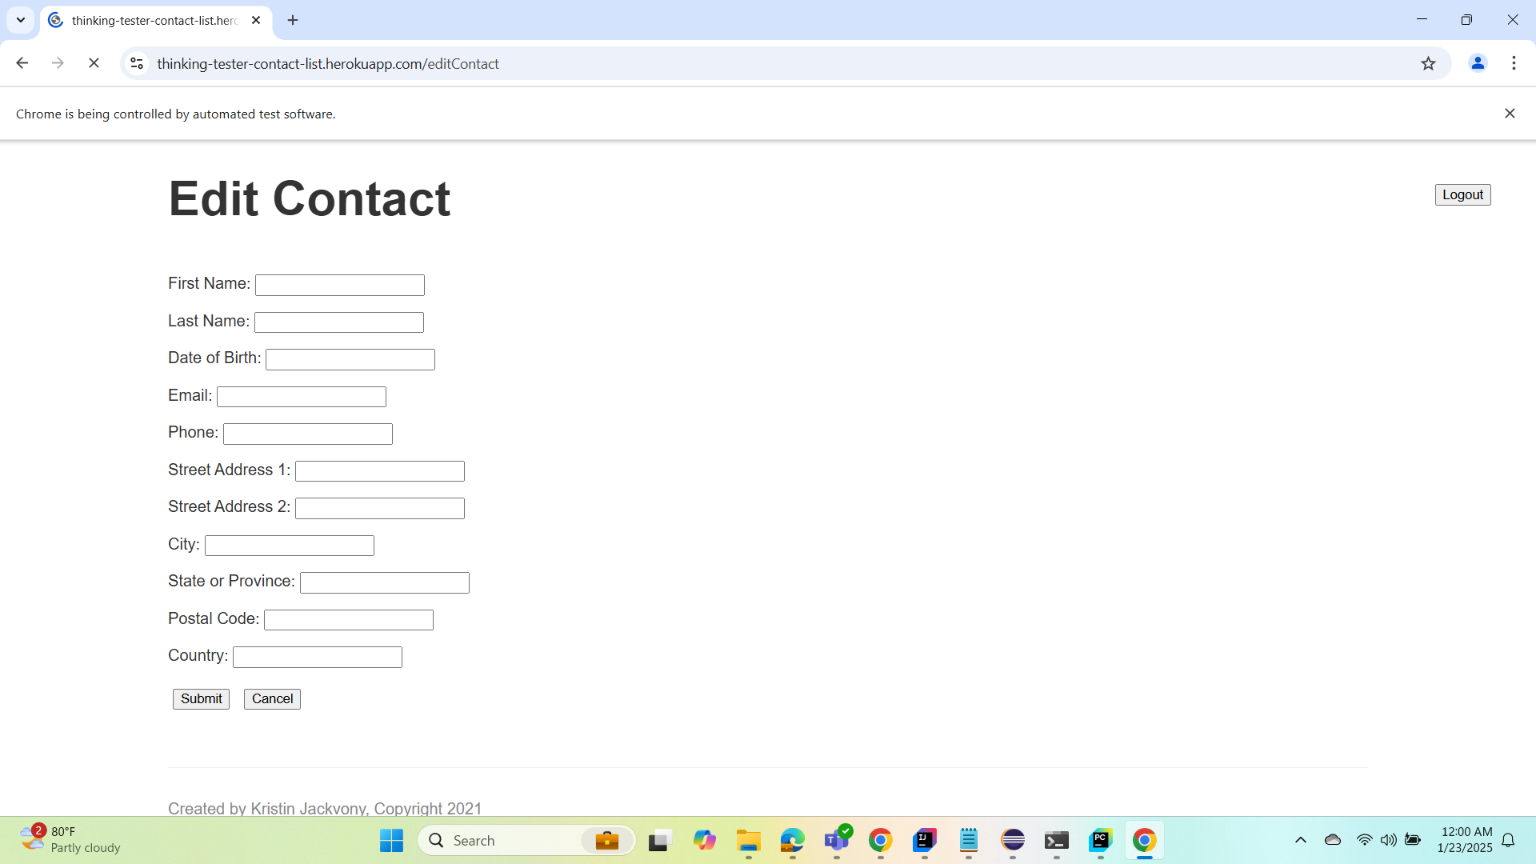 thinking-tester-contact-list.herc
thinking-tester-contact-list.herokuapp.com/editContact
Chrome is being controlled by automated test software.
Edit Contact
Logout
First Name:
Last Name:
Date of Birth:
Email:
Phone:
Street Address 1:
Street Address 2:
City:
State or Province:
Postal Code:
Country:
Submit Cancel
Created by Kristin Jackvony, Copyright 2021
2
80°F
Partly cloudy
Search
T
IJ
PC
12:00 AM
1/23/2025